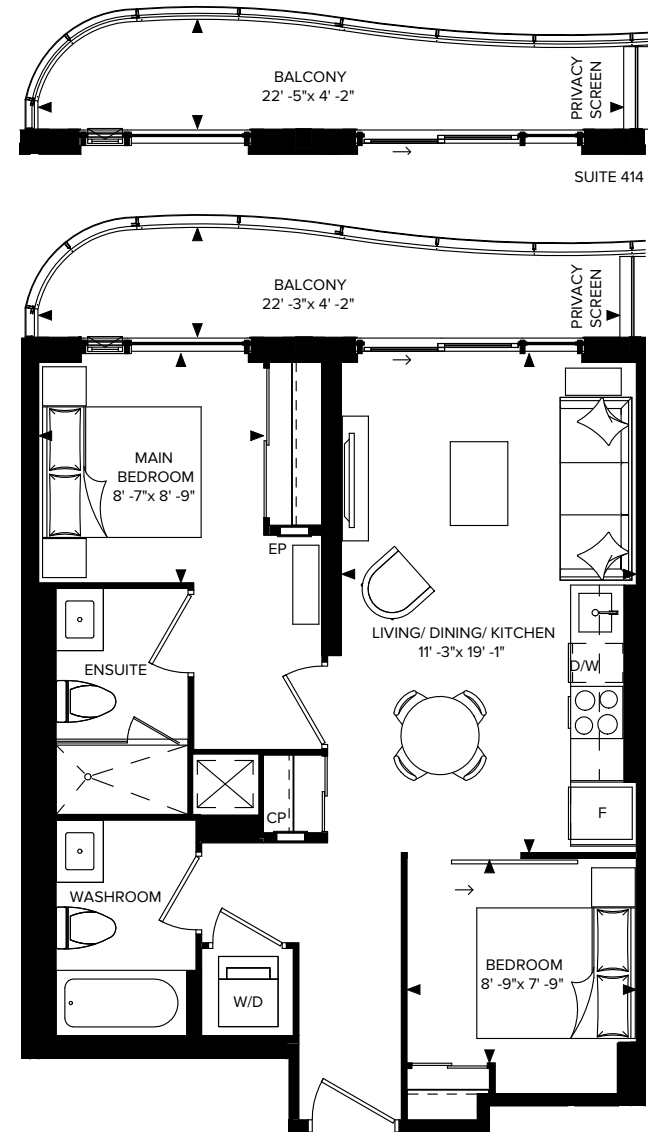 BALCONY
22' -5"x 4' -2"
PRIVACY
SCREEN
SUITE 414
BALCONY
22' -3"x 4' -2"
PRIVACY
SCREEN
MAIN
BEDROOM
8' -7"x 8' -9"
EP
LIVING/ DINING/ KITCHEN
11' -3"x 19' -1"
ENSUITE
D/W
CP
F
WASHROOM
W/D
BEDROOM
8' -9"x 7' -9"